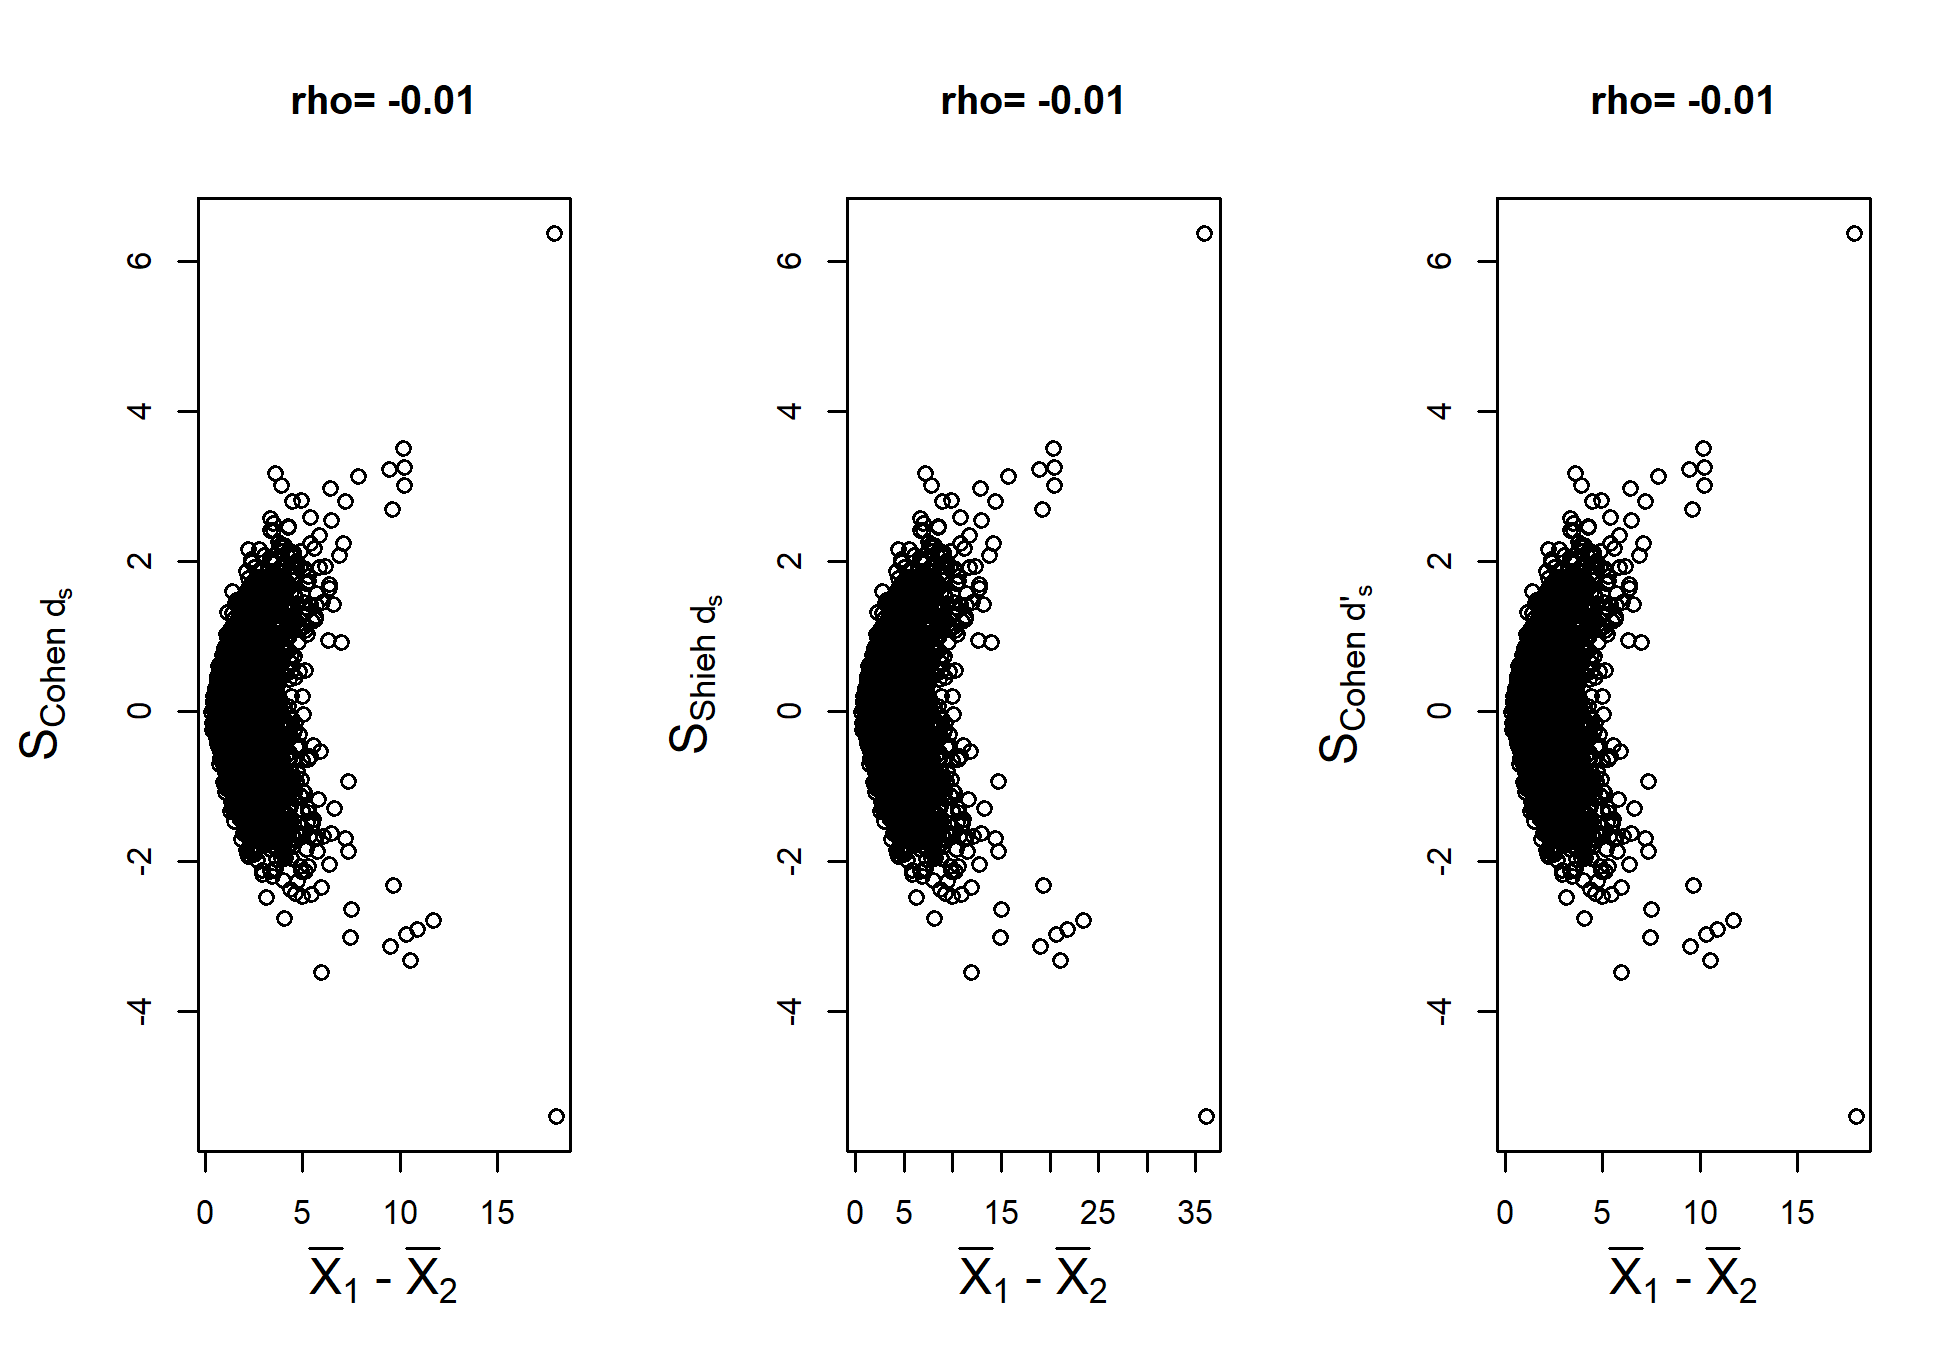 rho= -0.01 rho= -0.01 rho= -0.01
S_Cohen d_s
6
4
2
0
-2
-4
0 5 10 15
X̅₁ - X̅₂
S_Shieh d_s
6
4
2
0
-2
-4
0 5 15 25 35
X̅₁ - X̅₂
S_Cohen d'_s
6
4
2
0
-2
-4
0 5 10 15
X̅₁ - X̅₂